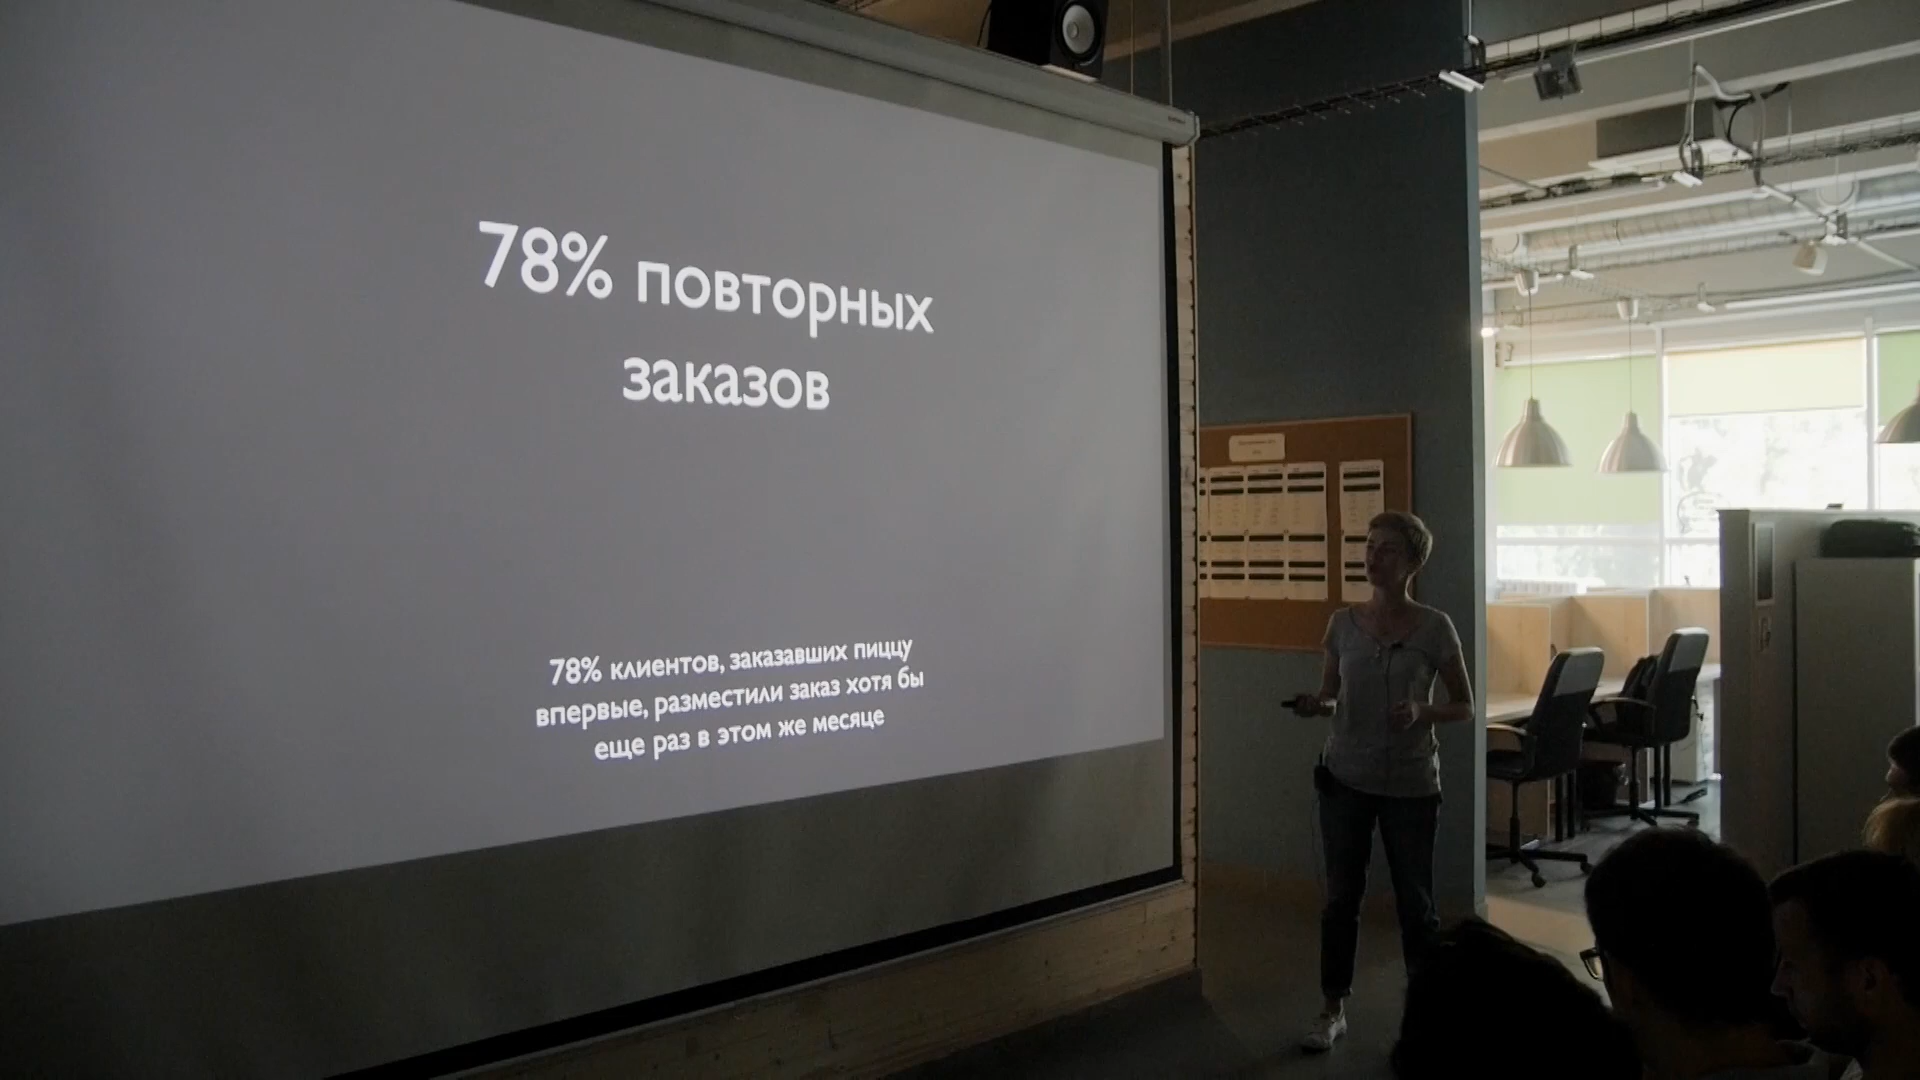 78% повторных
заказов
78% клиентов, заказавших пиццу
впервые, разместили заказ хотя бы
еще раз в этом же месяце